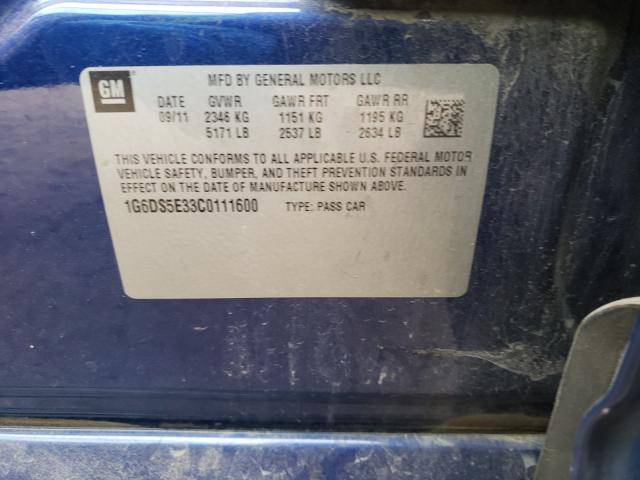 GM
MFD BY GENERAL MOTORS LLC
DATE GVWR GAWR FRT GAWR RR
09/11 2346 KG 1151 KG 1195 KG
5171 LB 2537 LB 2634 LB
THIS VEHICLE CONFORMS TO ALL APPLICABLE U.S. FEDERAL MOTOR
VEHICLE SAFETY, BUMPER, AND THEFT PREVENTION STANDARDS IN
EFFECT ON THE DATE OF MANUFACTURE SHOWN ABOVE.
1G6DS5E33C0111600 TYPE: PASS CAR